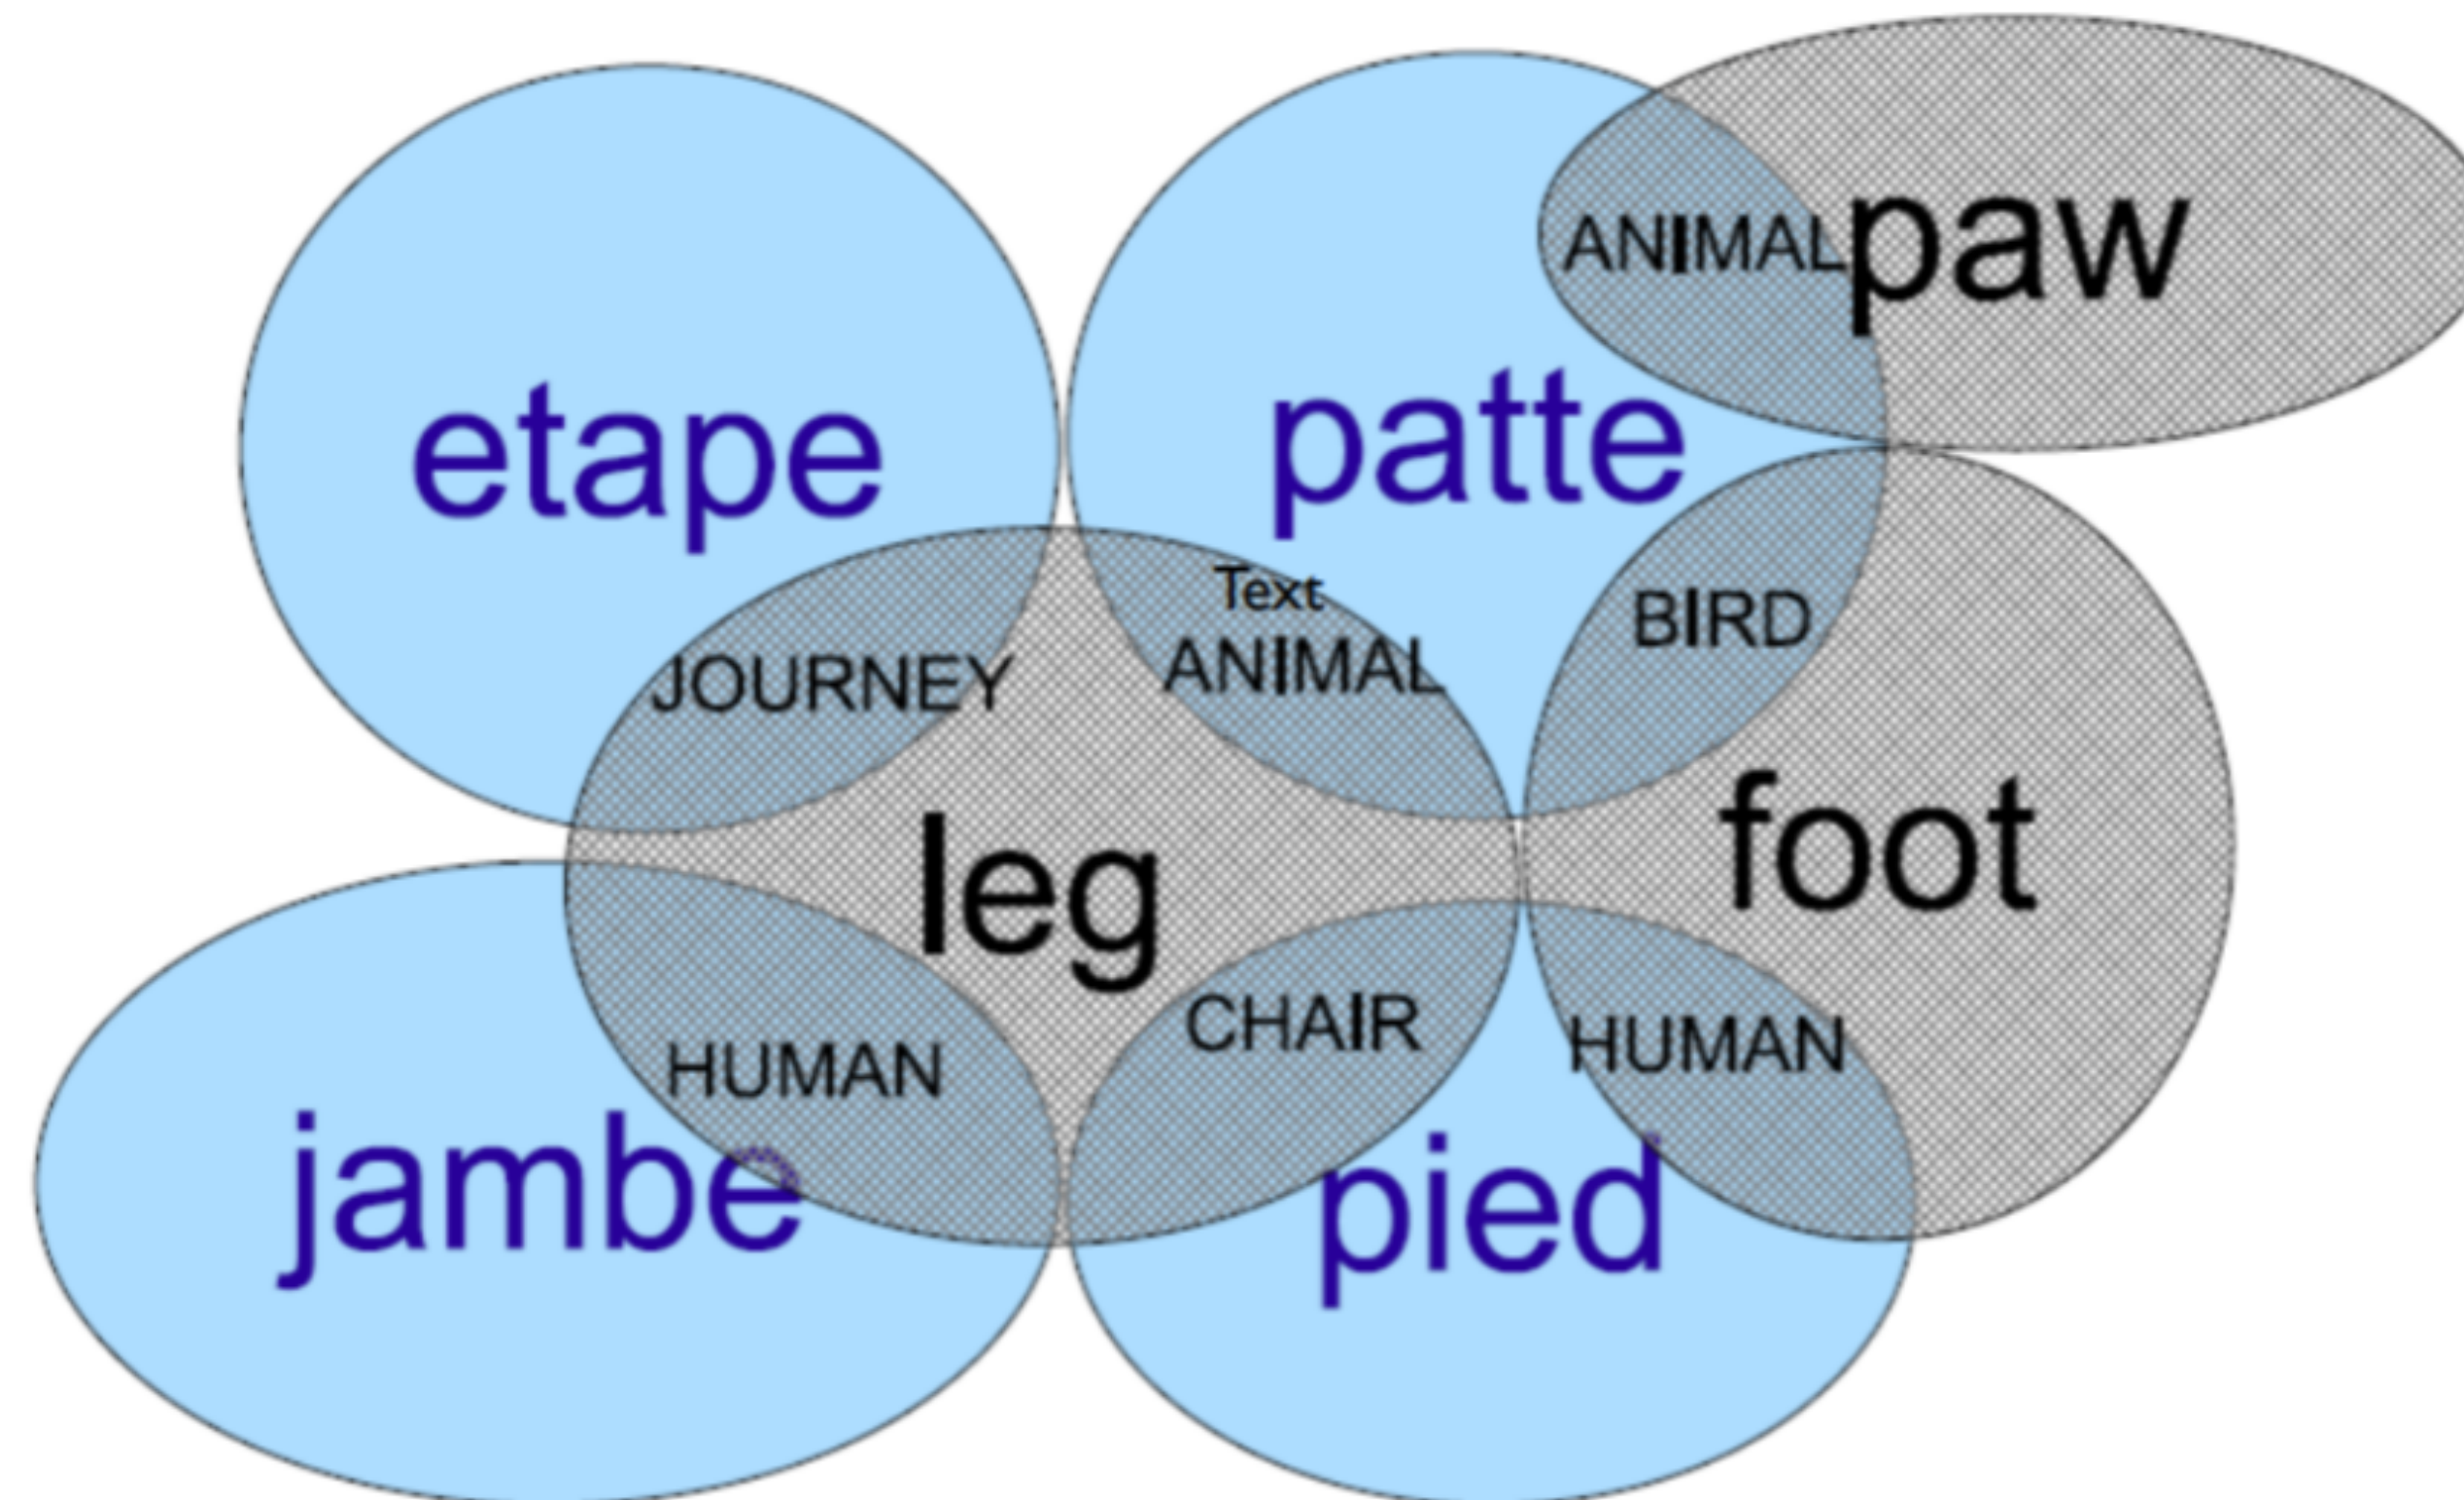 ANIMAL
paw
etape
patte
Text
BIRD
JOURNEY
ANIMAL
leg
foot
CHAIR
HUMAN
HUMAN
jambe
pied